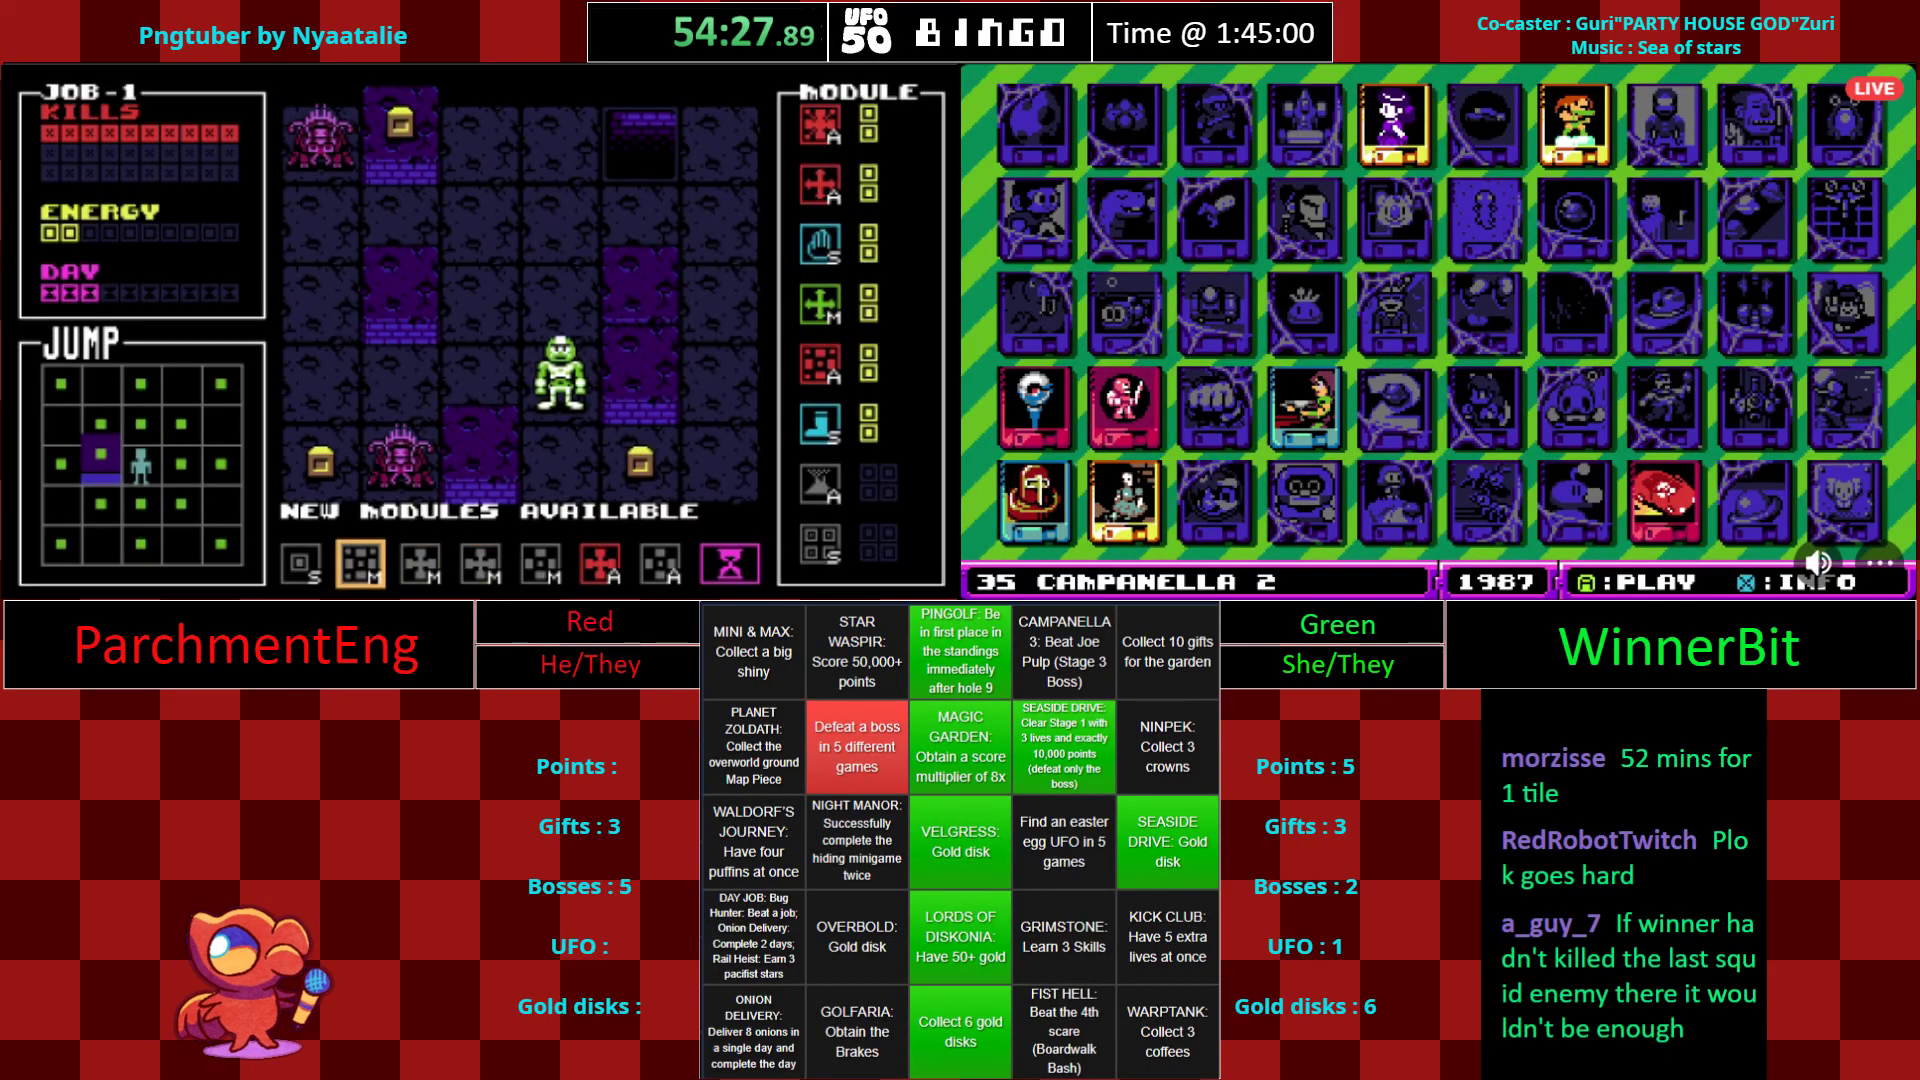 Pngtuber by Nyaatalie
54:27.89
UFO 50
BINGO
Time @ 1:45:00
Co-caster : Guri"PARTY HOUSE GOD"Zuri
Music : Sea of stars
JOB-1
KILLS
ENERGY
DAY
JUMP
MODULE
A
A
S
M
A
S
A
S
NEW MODULES AVAILABLE
S
M
M
M
M
A
A
LIVE
35 CAMPANELLA 2
1987
A:PLAY
X:INFO
ParchmentEng
Red
He/They
Green
She/They
WinnerBit
MINI & MAX:
Collect a big
shiny
STAR
WASPIR:
Score 50,000+
points
PINGOLF: Be
in first place in
the standings
immediately
after hole 9
CAMPANELLA
3: Beat Joe
Pulp (Stage 3
Boss)
Collect 10 gifts
for the garden
PLANET
ZOLDATH:
Collect the
overworld ground
Map Piece
Defeat a boss
in 5 different
games
MAGIC
GARDEN:
Obtain a score
multiplier of 8x
SEASIDE DRIVE:
Clear Stage 1 with
3 lives and exactly
10,000 points
(defeat only the
boss)
NINPEK:
Collect 3
crowns
WALDORF'S
JOURNEY:
Have four
puffins at once
NIGHT MANOR:
Successfully
complete the
hiding minigame
twice
VELGRESS:
Gold disk
Find an easter
egg UFO in 5
games
SEASIDE
DRIVE: Gold
disk
DAY JOB: Bug
Hunter: Beat a job;
Onion Delivery:
Complete 2 days;
Rail Heist: Earn 3
pacifist stars
OVERBOLD:
Gold disk
LORDS OF
DISKONIA:
Have 50+ gold
GRIMSTONE:
Learn 3 Skills
KICK CLUB:
Have 5 extra
lives at once
ONION
DELIVERY:
Deliver 8 onions in
a single day and
complete the day
GOLFARIA:
Obtain the
Brakes
Collect 6 gold
disks
FIST HELL:
Beat the 4th
scare
(Boardwalk
Bash)
WARPTANK:
Collect 3
coffees
Points :
Gifts : 3
Bosses : 5
UFO :
Gold disks :
Points : 5
Gifts : 3
Bosses : 2
UFO : 1
Gold disks : 6
morzisse 52 mins for
1 tile
RedRobotTwitch Plo
k goes hard
a_guy_7 If winner ha
dn't killed the last squ
id enemy there it wou
ldn't be enough